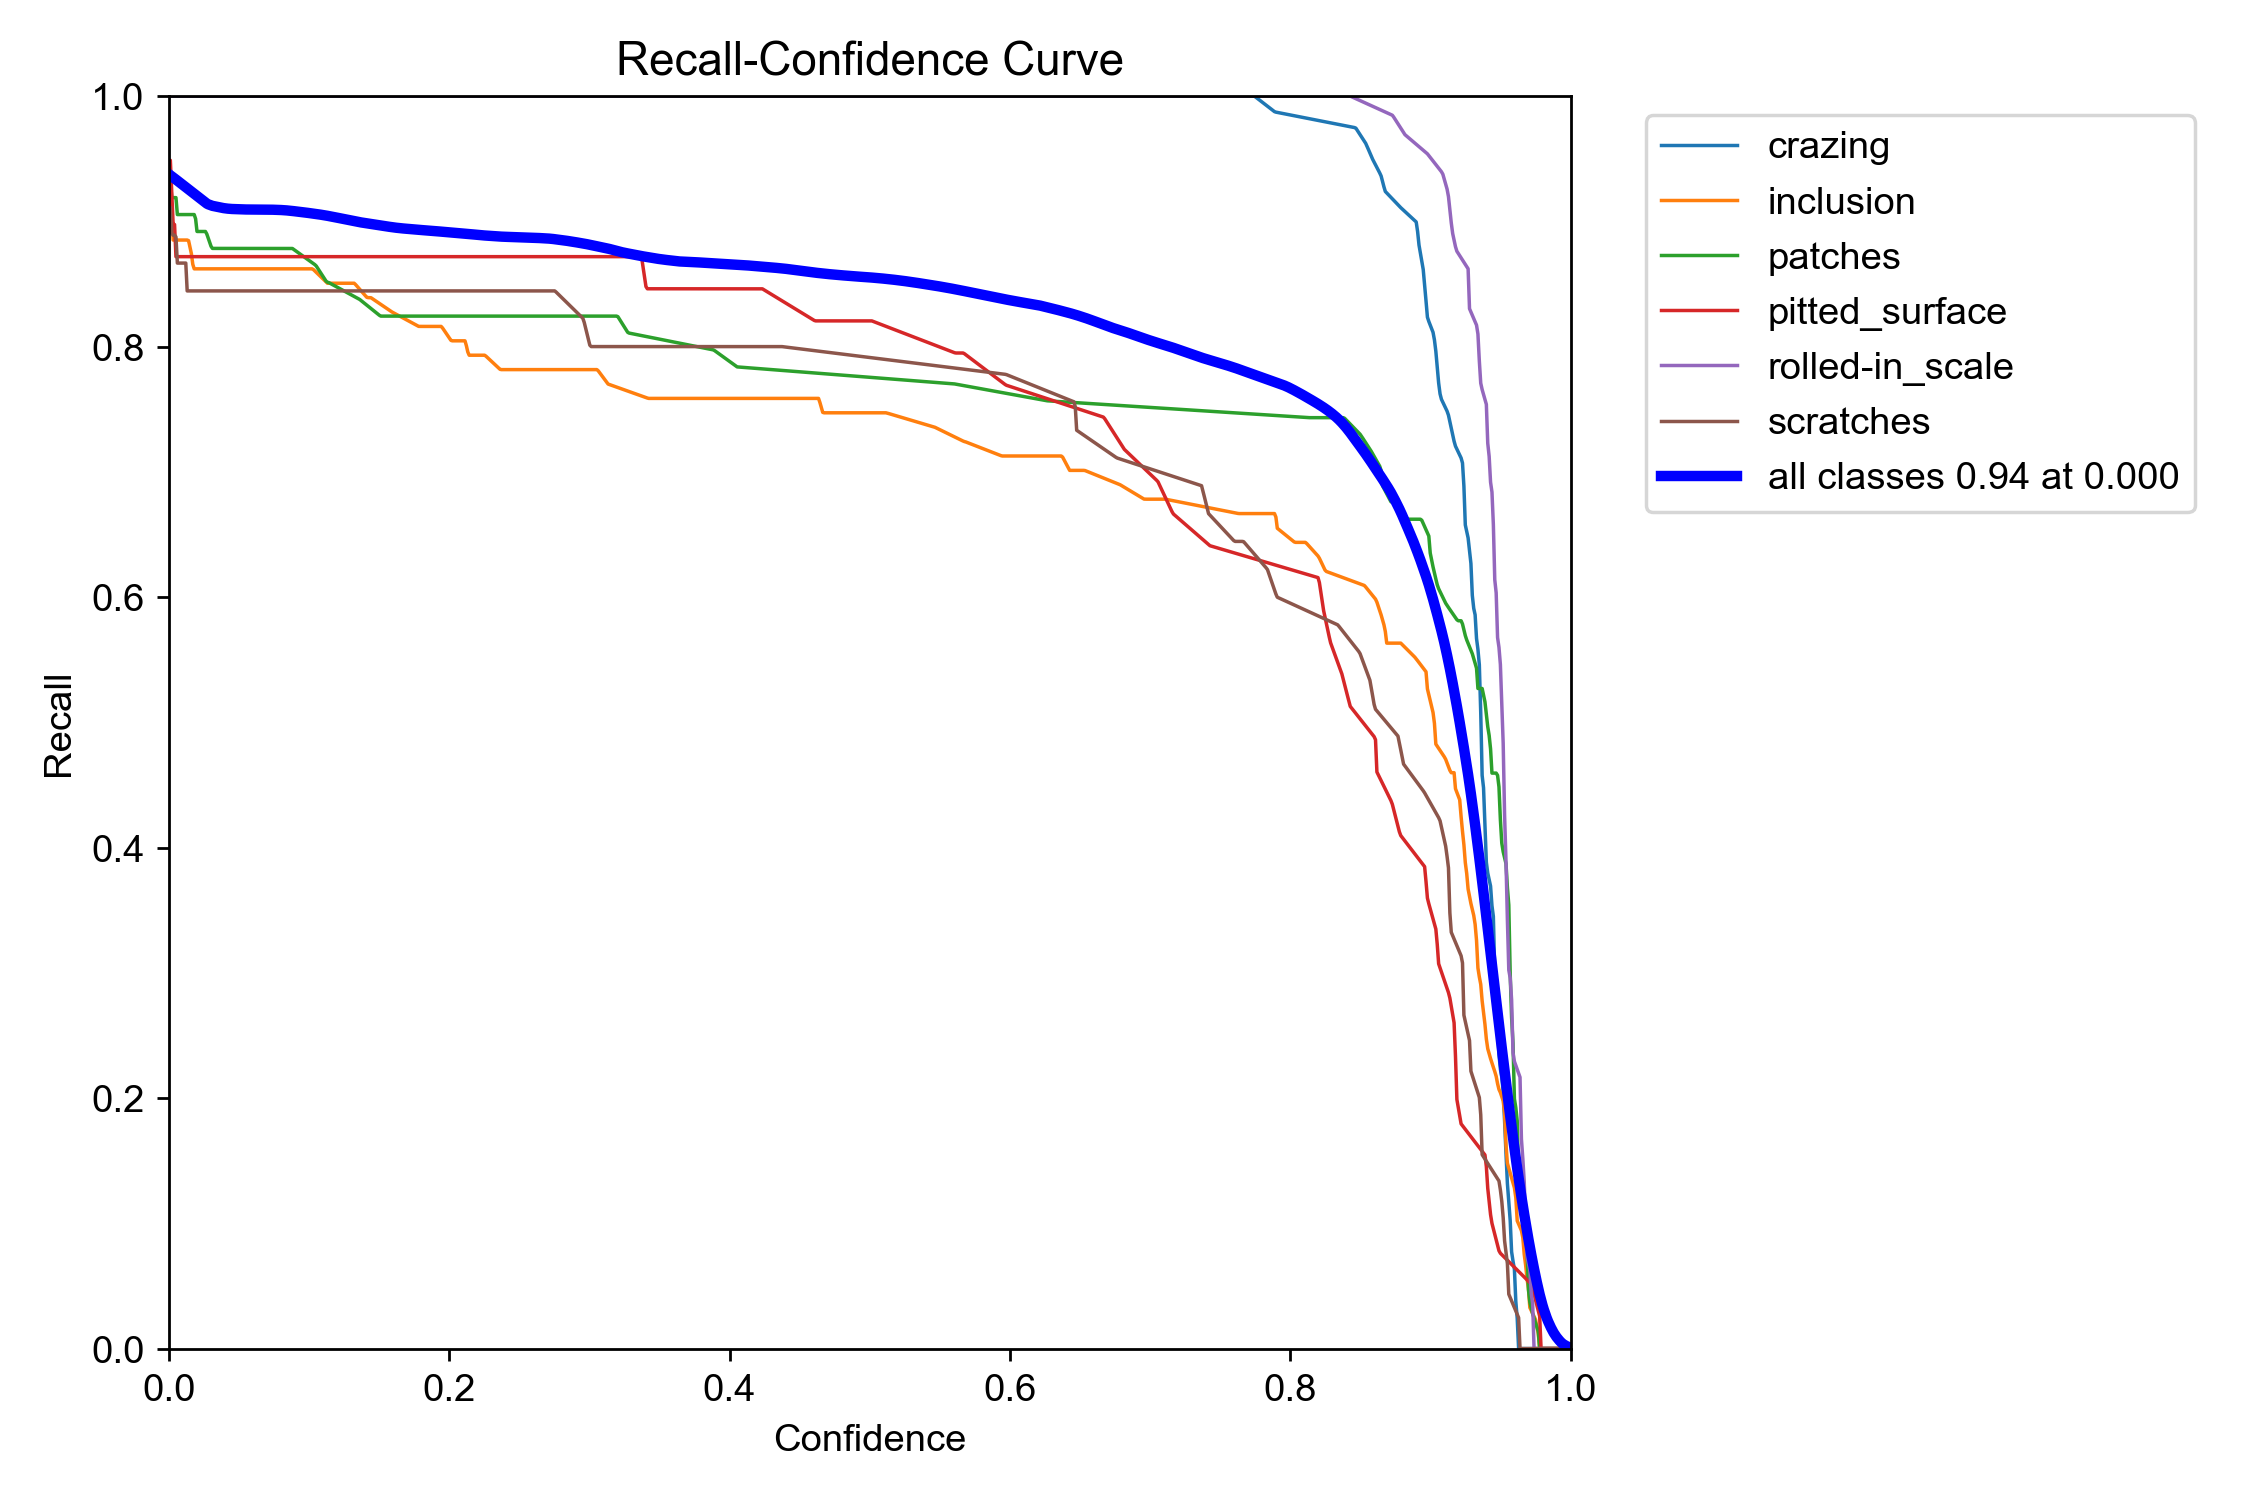 Recall-Confidence Curve
1.0
0.8
0.6
0.4
0.2
0.0
Recall
0.0 0.2 0.4 0.6 0.8 1.0
Confidence
crazing
inclusion
patches
pitted_surface
rolled-in_scale
scratches
all classes 0.94 at 0.000